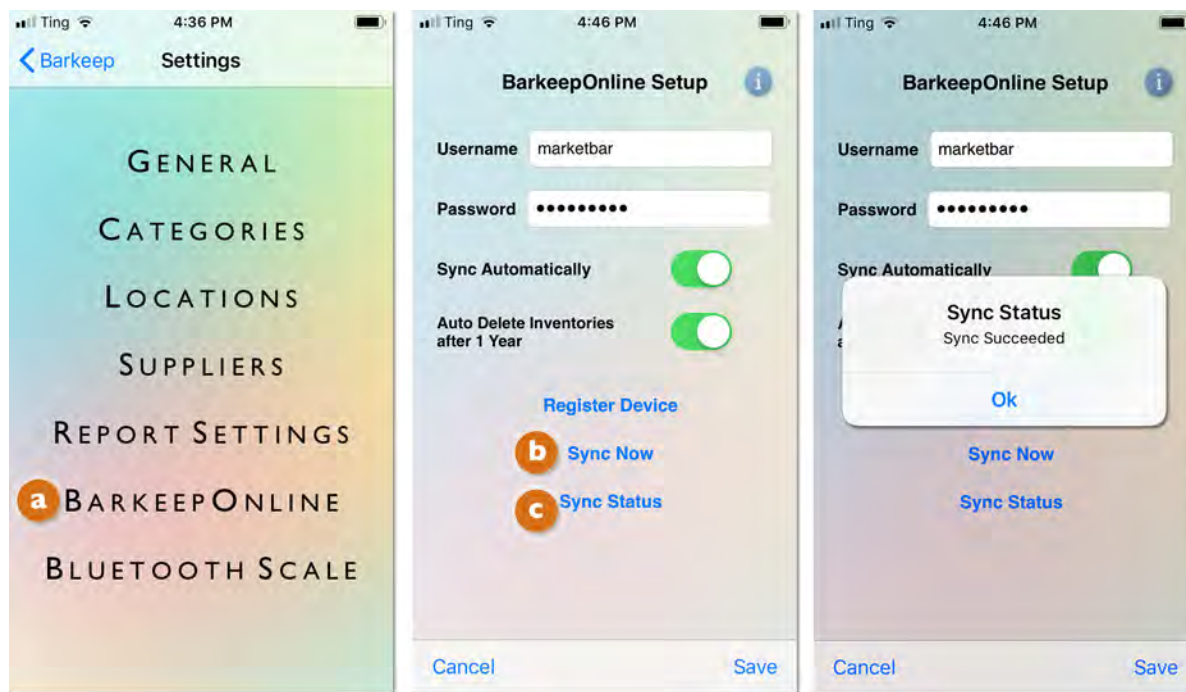 Ting 4:36 PM
Barkeep Settings
GENERAL
CATEGORIES
LOCATIONS
SUPPLIERS
REPORT SETTINGS
a BARKEEPONLINE
BLUETOOTH SCALE
Ting 4:46 PM
BarkeepOnline Setup i
Username marketbar
Password •••••••••
Sync Automatically
Auto Delete Inventories
after 1 Year
Register Device
b Sync Now
c Sync Status
Cancel Save
Ting 4:46 PM
BarkeepOnline Setup i
Username marketbar
Password •••••••••
Sync Automatically
Sync Status
Sync Succeeded
Ok
Sync Now
Sync Status
Cancel Save